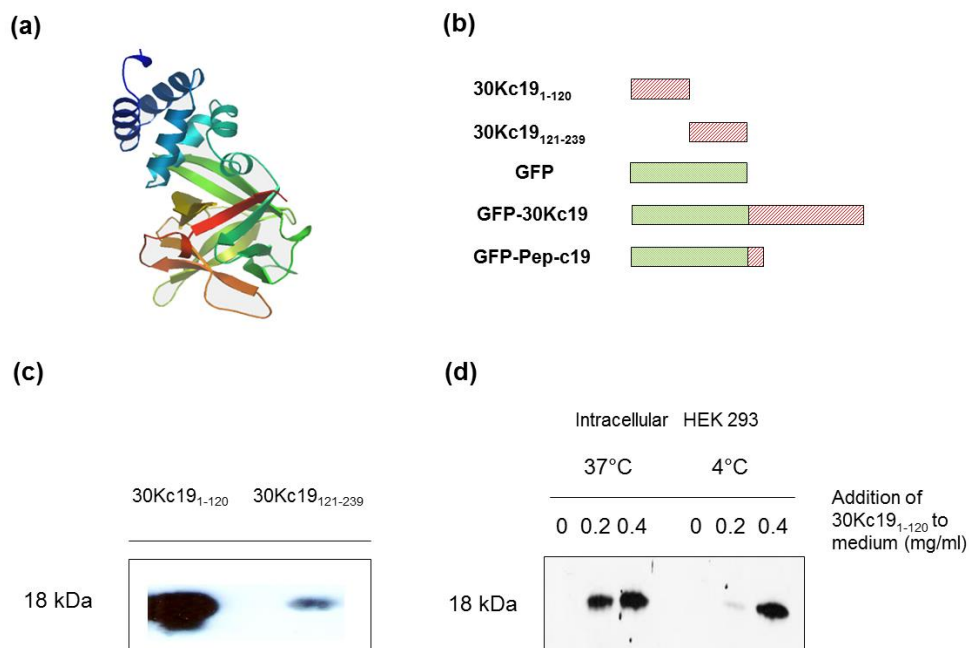 (a)
(b)
30Kc19₁₋₁₂₀
30Kc19₁₂₁₋₂₃₉
GFP
GFP-30Kc19
GFP-Pep-c19
(c)
30Kc19₁₋₁₂₀ 30Kc19₁₂₁₋₂₃₉
18 kDa
(d)
Intracellular HEK 293
37°C 4°C
0 0.2 0.4 0 0.2 0.4
Addition of
30Kc19₁₋₁₂₀ to
medium (mg/ml)
18 kDa